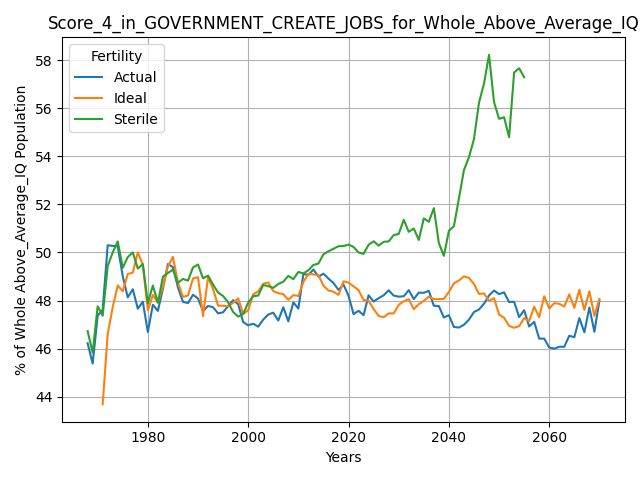 Score_4_in_GOVERNMENT_CREATE_JOBS_for_Whole_Above_Average_IQ
Fertility
Actual
Ideal
Sterile
% of Whole Above_Average_IQ Population
58
56
54
52
50
48
46
44
1980
2000
2020
2040
2060
Years